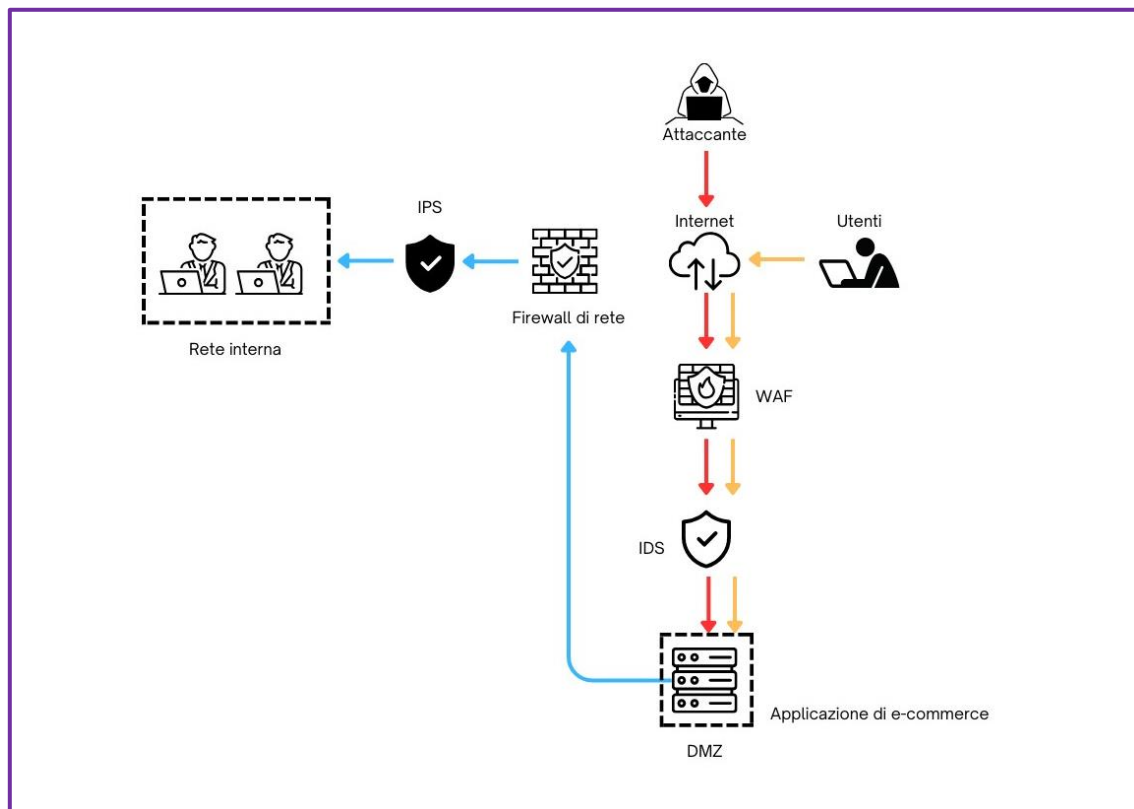 Attaccante
Internet
Utenti
IPS
Firewall di rete
Rete interna
WAF
IDS
Applicazione di e-commerce
DMZ